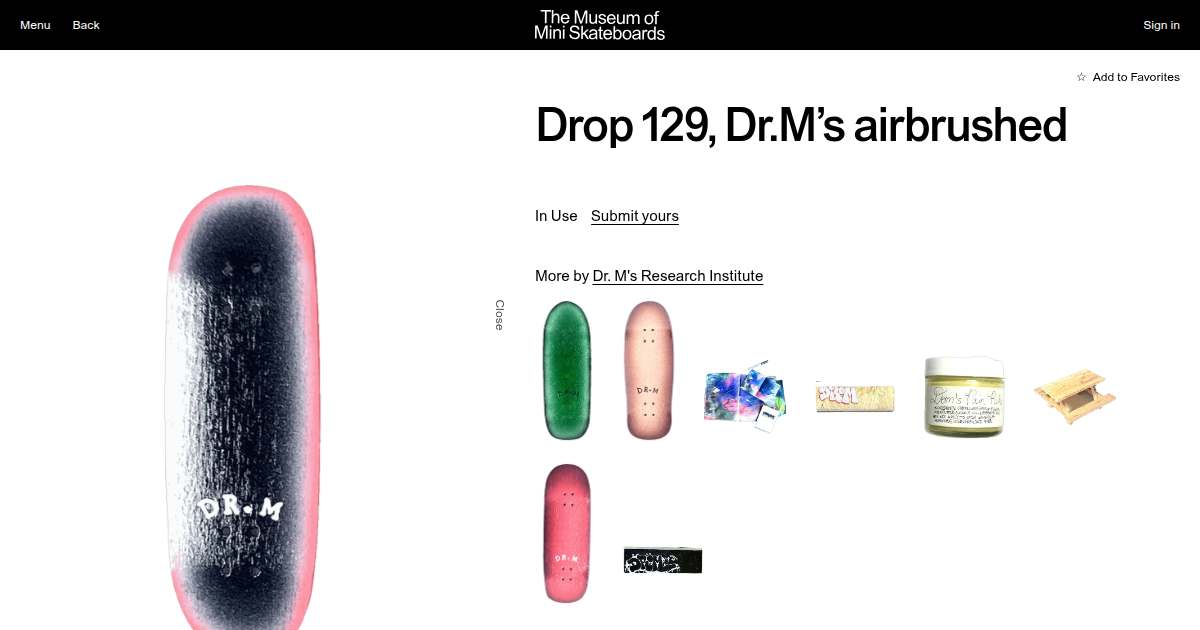 Menu
Back
The Museum of
Mini Skateboards
Sign in
☆ Add to Favorites
Drop 129, Dr.M’s airbrushed
In Use
Submit yours
More by Dr. M's Research Institute
Close
DR.M
DR.M
DR.M